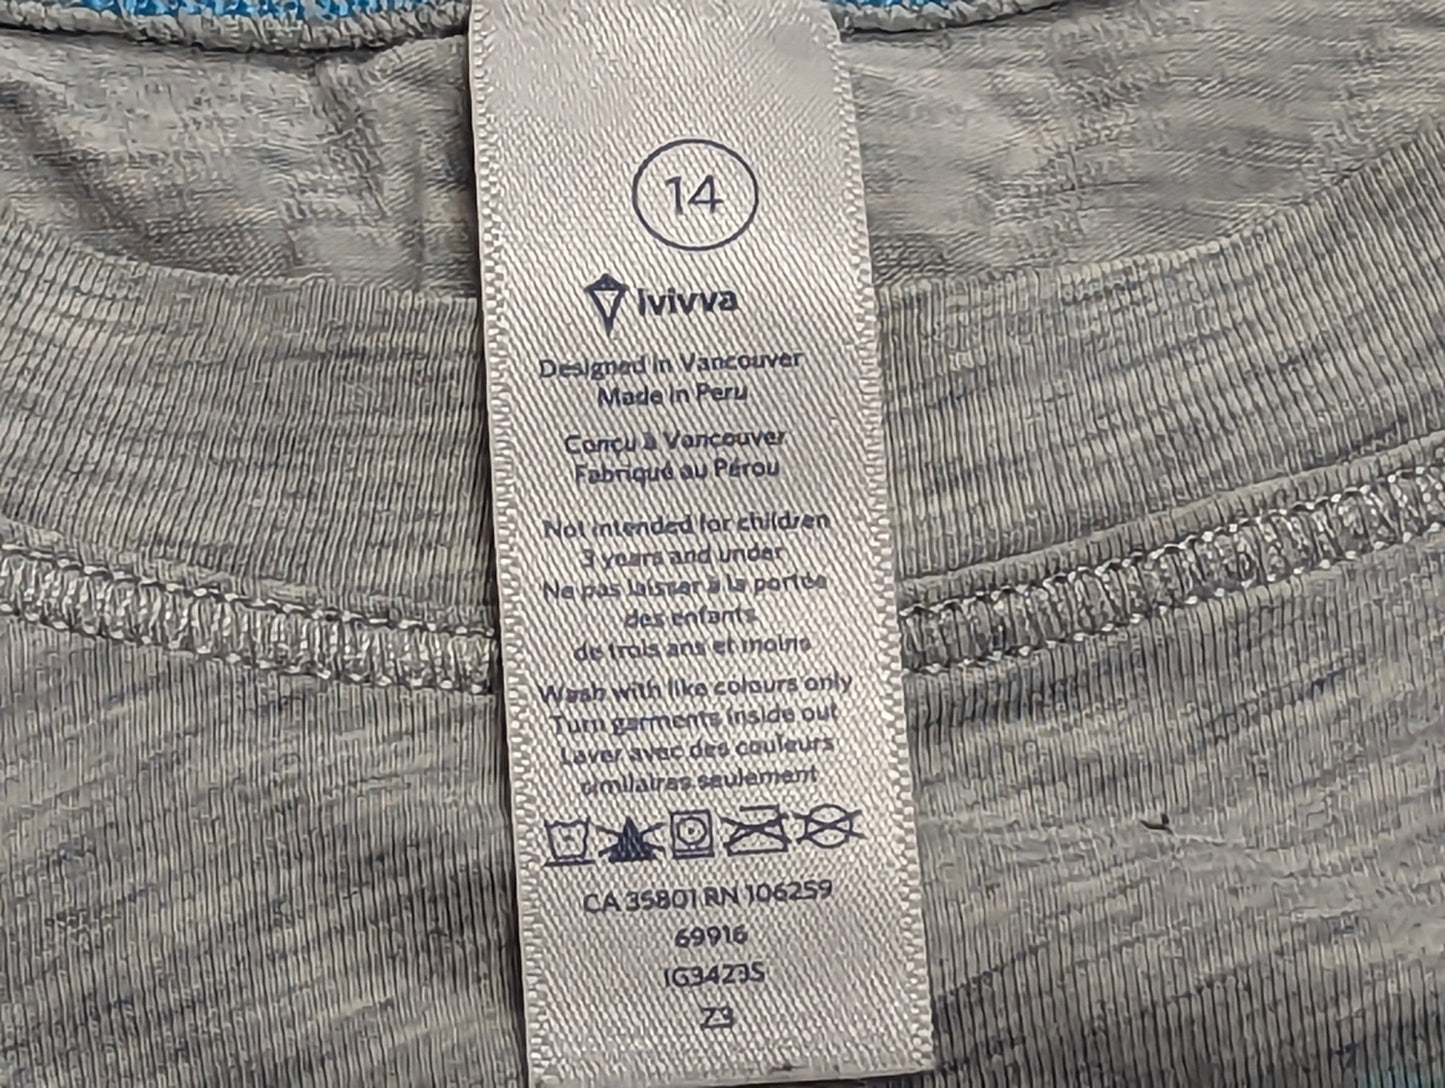 14
ivivva
Designed in Vancouver
Made in Peru
Conçu à Vancouver
Fabriqué au Pérou
Not intended for children
3 years and under
Ne pas laisser à la portée
des enfants
de trois ans et moins
Wash with like colours only
Turn garments inside out
Laver avec des couleurs
similaires seulement
CA 35801 RN 106259
69916
1G3423S
Z3